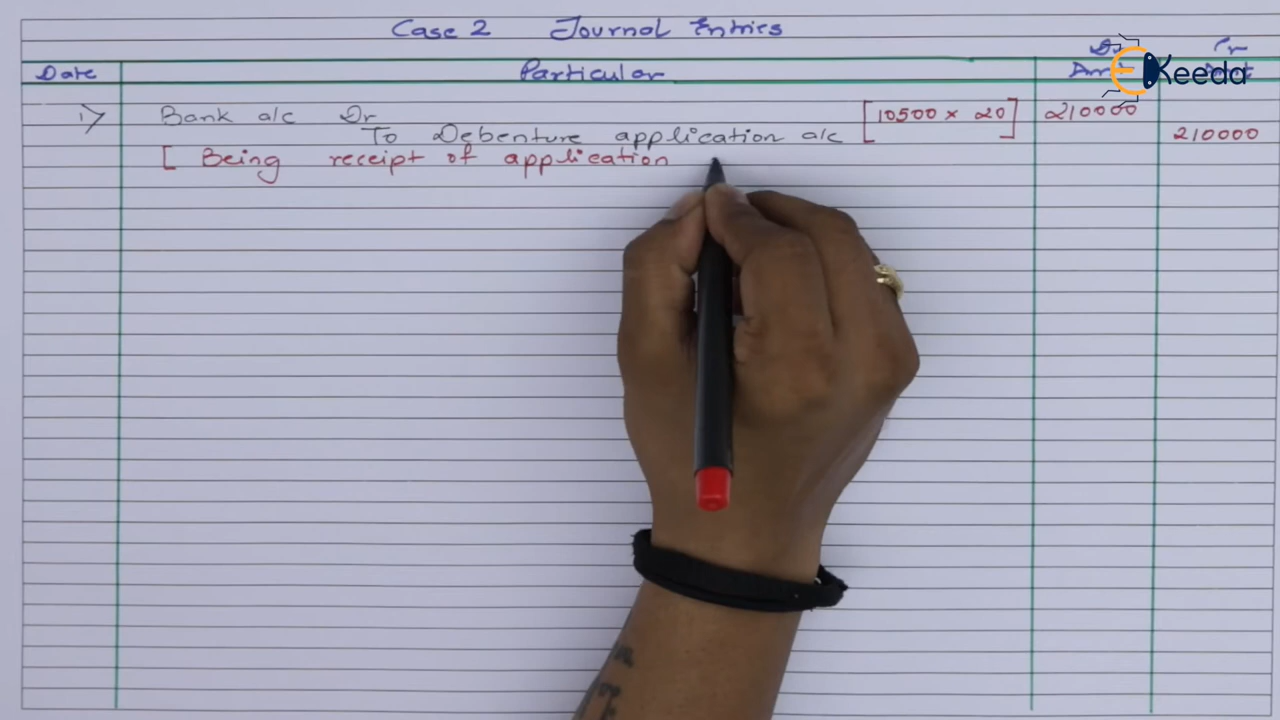 Case 2 Journal Entries
Dr Cr
Date Particular Amt
Keeda
1> Bank a/c Dr [10500 × 20] 210000
To Debenture application a/c 210000
[ Being receipt of application